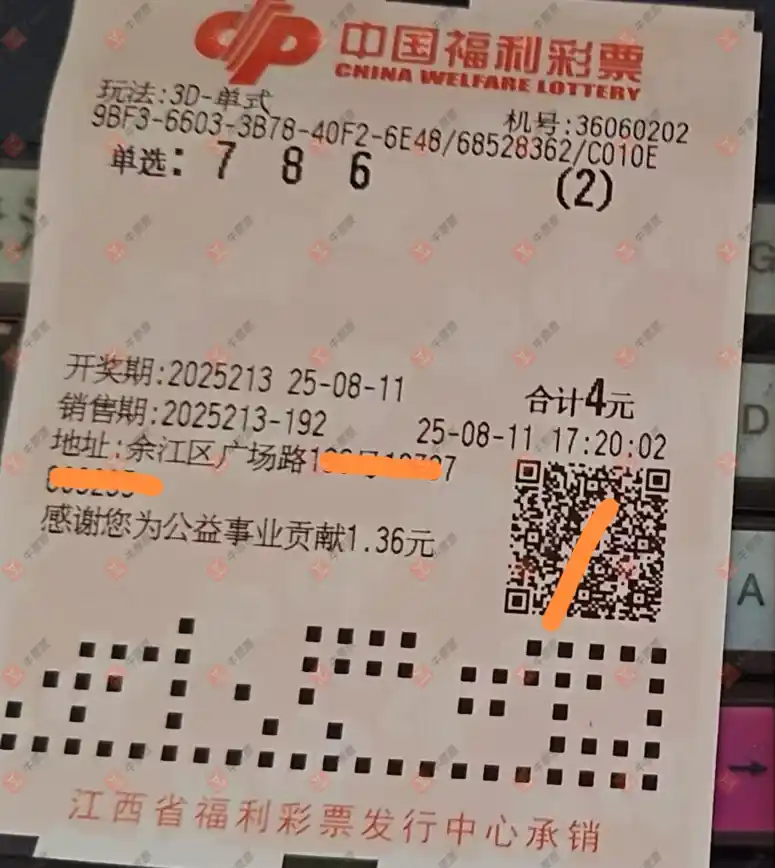 中国福利彩票
CHINA WELFARE LOTTERY
玩法:3D-单式
机号:36060202
9BF3-6603-3B78-40F2-6E48/68528362/C010E
单选: 7 8 6 (2)
开奖期:2025213 25-08-11
合计4元
销售期:2025213-192
25-08-11 17:20:02
地址:余江区广场路1
感谢您为公益事业贡献1.36元
江西省福利彩票发行中心承销